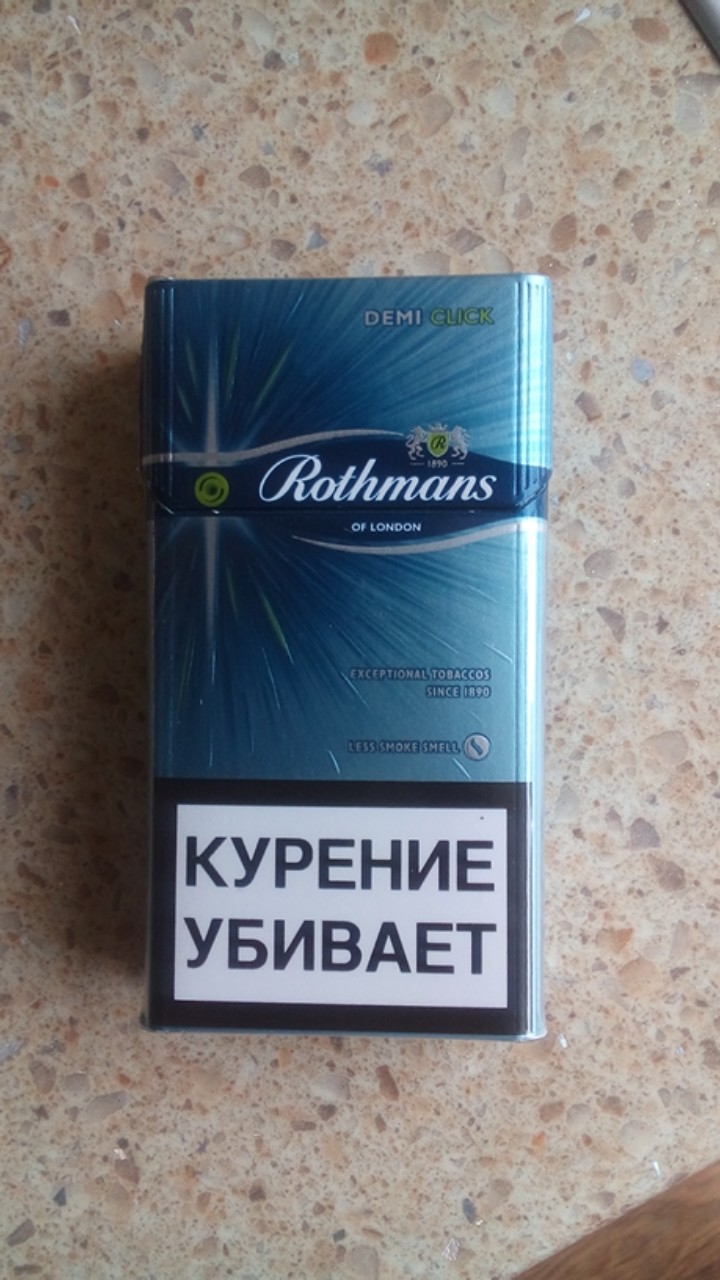 DEMI CLICK
R
1890
Rothmans
OF LONDON
EXCEPTIONAL TOBACCOS
SINCE 1890
LESS SMOKE SMELL
КУРЕНИЕ
УБИВАЕТ